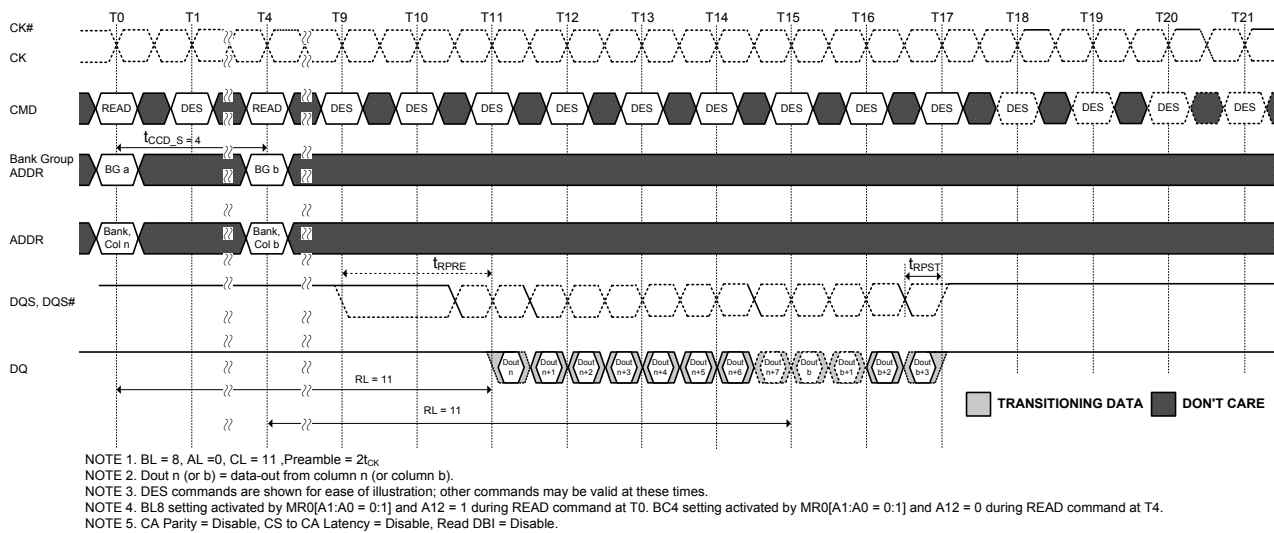 T0 T1 T4 T9 T10 T11 T12 T13 T14 T15 T16 T17 T18 T19 T20 T21
CK#
CK
CMD READ DES READ DES DES DES DES DES DES DES DES DES DES DES DES DES
tCCD_S = 4
Bank Group
ADDR
BG a BG b
ADDR
Bank,
Col n
Bank,
Col b
tRPRE tRPST
DQS, DQS#
DQ
Dout
n
Dout
n+1
Dout
n+2
Dout
n+3
Dout
n+4
Dout
n+5
Dout
n+6
Dout
n+7
Dout
b
Dout
b+1
Dout
b+2
Dout
b+3
RL = 11
RL = 11
TRANSITIONING DATA DON'T CARE
NOTE 1. BL = 8, AL =0, CL = 11 ,Preamble = 2tCK
NOTE 2. Dout n (or b) = data-out from column n (or column b).
NOTE 3. DES commands are shown for ease of illustration; other commands may be valid at these times.
NOTE 4. BL8 setting activated by MR0[A1:A0 = 0:1] and A12 = 1 during READ command at T0. BC4 setting activated by MR0[A1:A0 = 0:1] and A12 = 0 during READ command at T4.
NOTE 5. CA Parity = Disable, CS to CA Latency = Disable, Read DBI = Disable.